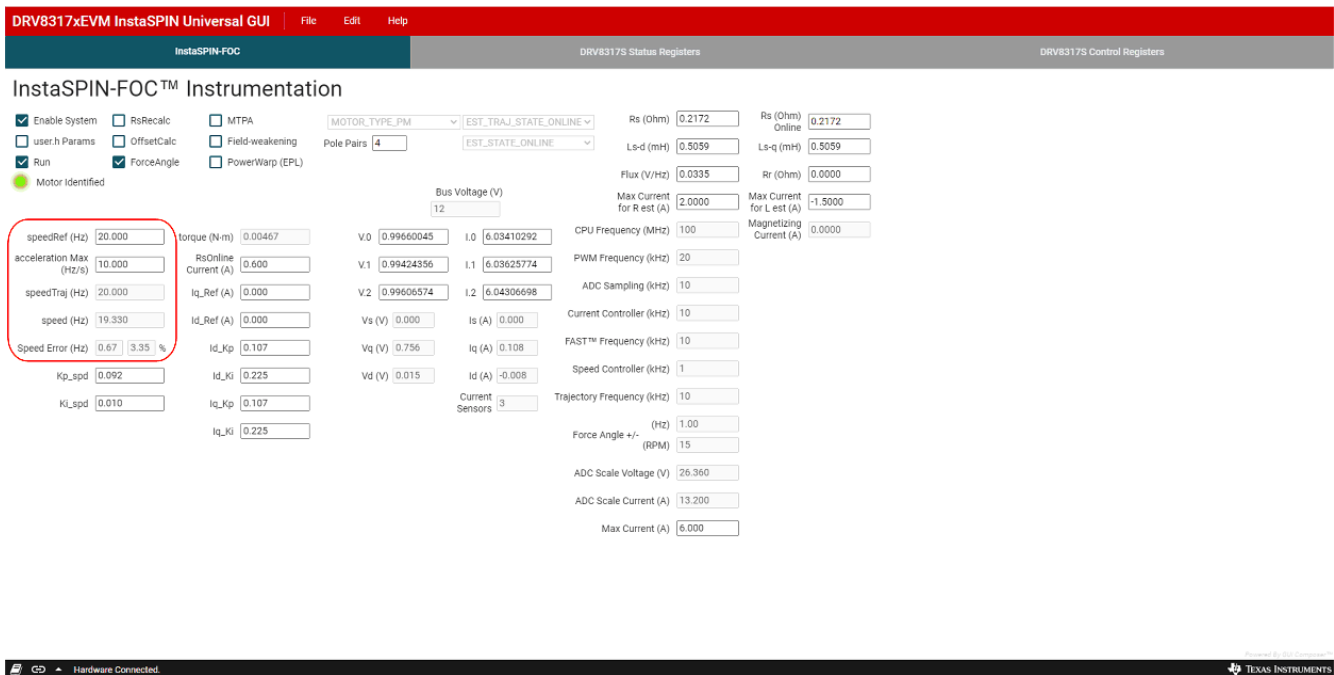 DRV8317xEVM InstaSPIN Universal GUI File Edit Help
InstaSPIN-FOC DRV8317S Status Registers DRV8317S Control Registers
InstaSPIN-FOC™ Instrumentation
Enable System RsRecalc MTPA MOTOR_TYPE_PM EST_TRAJ_STATE_ONLINE Rs (Ohm) 0.2172 Rs (Ohm) Online 0.2172
user.h Params OffsetCalc Field-weakening Pole Pairs 4 EST_STATE_ONLINE Ls-d (mH) 0.5059 Ls-q (mH) 0.5059
Run ForceAngle PowerWarp (EPL) Flux (V/Hz) 0.0335 Rr (Ohm) 0.0000
Motor Identified
Bus Voltage (V)
12
Max Current for R est (A) 2.0000 Max Current for L est (A) -1.5000
speedRef (Hz) 20.000 torque (N·m) 0.00467 V.0 0.99660045 I.0 6.03410292 CPU Frequency (MHz) 100 Magnetizing Current (A) 0.0000
acceleration Max (Hz/s) 10.000 RsOnline Current (A) 0.600 V.1 0.99424356 I.1 6.03625774 PWM Frequency (kHz) 20
speedTraj (Hz) 20.000 Iq_Ref (A) 0.000 V.2 0.99606574 I.2 6.04306698 ADC Sampling (kHz) 10
speed (Hz) 19.330 Id_Ref (A) 0.000 Vs (V) 0.000 Is (A) 0.000 Current Controller (kHz) 10
Speed Error (Hz) 0.67 3.35 % Id_Kp 0.107 Vq (V) 0.756 Iq (A) 0.108 FAST™ Frequency (kHz) 10
Kp_spd 0.092 Id_Ki 0.225 Vd (V) 0.015 Id (A) -0.008 Speed Controller (kHz) 1
Ki_spd 0.010 Iq_Kp 0.107 Current Sensors 3 Trajectory Frequency (kHz) 10
Iq_Ki 0.225 Force Angle +/- (Hz) 1.00
(RPM) 15
ADC Scale Voltage (V) 26.360
ADC Scale Current (A) 13.200
Max Current (A) 6.000
Powered By GUI Composer™
Hardware Connected. TEXAS INSTRUMENTS